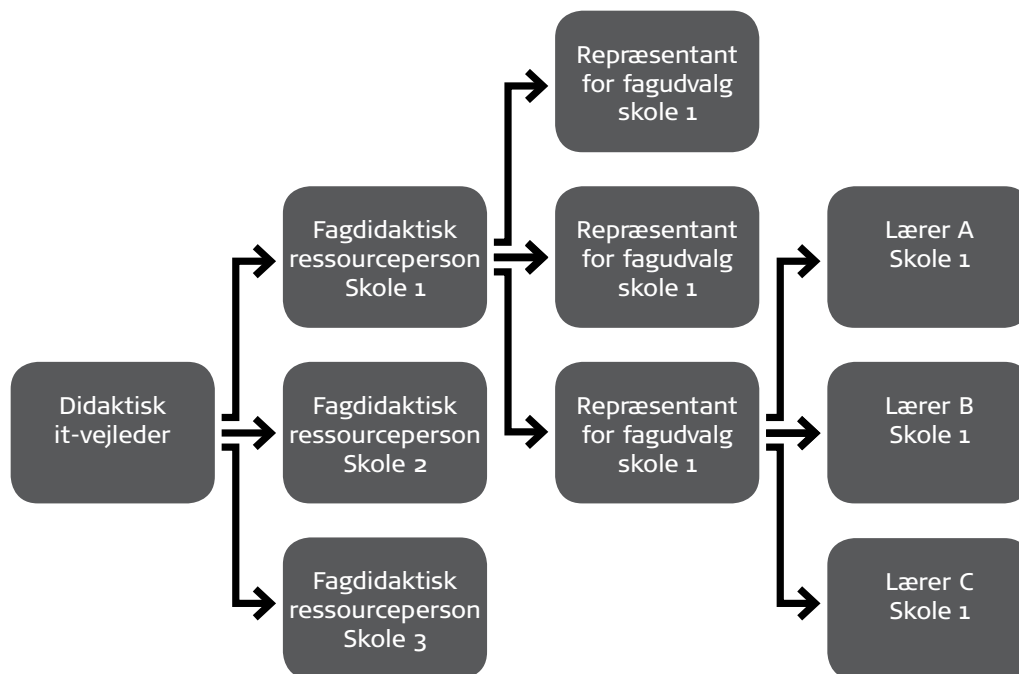 Didaktisk
it-vejleder
Fagdidaktisk
ressourceperson
Skole 1
Fagdidaktisk
ressourceperson
Skole 2
Fagdidaktisk
ressourceperson
Skole 3
Repræsentant
for fagudvalg
skole 1
Repræsentant
for fagudvalg
skole 1
Repræsentant
for fagudvalg
skole 1
Lærer A
Skole 1
Lærer B
Skole 1
Lærer C
Skole 1